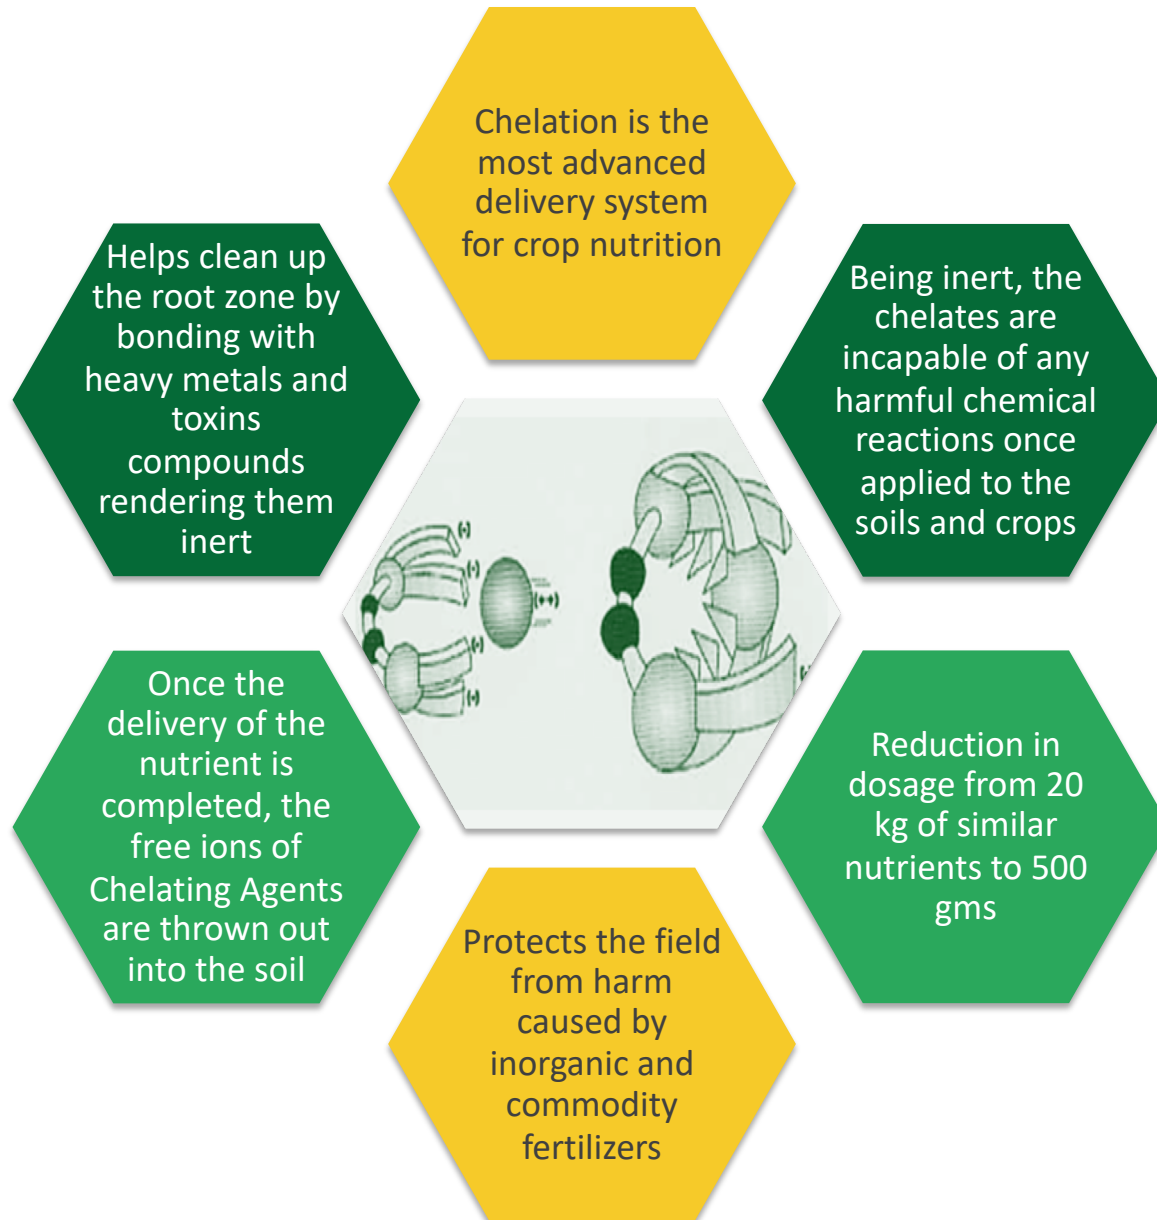 Chelation is the
most advanced
delivery system
for crop nutrition
Being inert, the
chelates are
incapable of any
harmful chemical
reactions once
applied to the
soils and crops
Reduction in
dosage from 20
kg of similar
nutrients to 500
gms
Protects the field
from harm
caused by
inorganic and
commodity
fertilizers
Once the
delivery of the
nutrient is
completed, the
free ions of
Chelating Agents
are thrown out
into the soil
Helps clean up
the root zone by
bonding with
heavy metals and
toxins
compounds
rendering them
inert